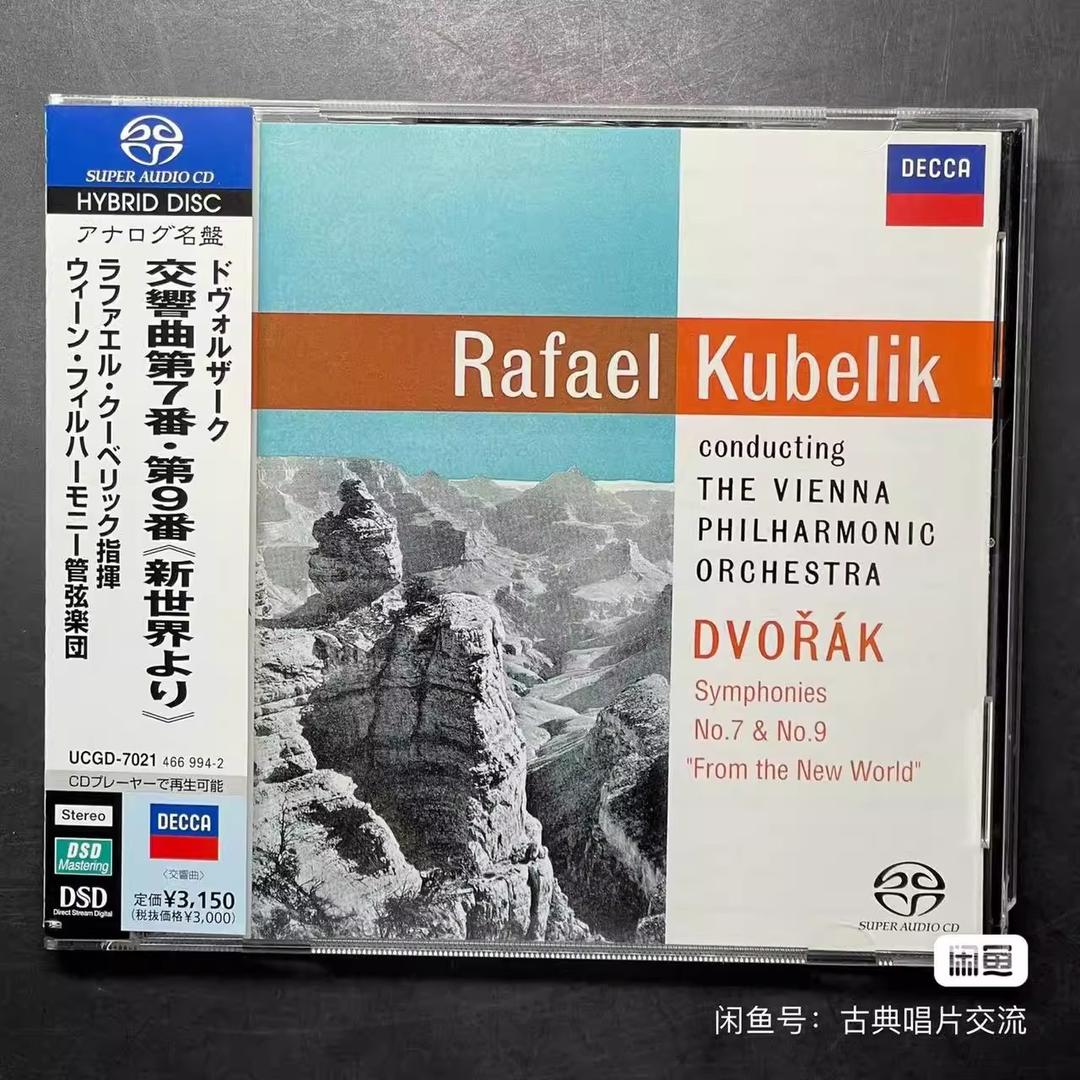 SUPER AUDIO CD
HYBRID DISC
アナログ名盤
ドヴォルザーク
交響曲第7番・第9番《新世界より》
ラファエル・クーベリック指揮
ウィーン・フィルハーモニー管弦楽団
UCGD-7021 466 994-2
CDプレーヤーで再生可能
Stereo
DSD
Mastering
DSD
Direct Stream Digital
DECCA
〈交響曲〉
定価¥3,150
(税抜価格¥3,000)
DECCA
Rafael Kubelik
conducting
THE VIENNA
PHILHARMONIC
ORCHESTRA
DVOŘÁK
Symphonies
No.7 & No.9
"From the New World"
SUPER AUDIO CD
闲鱼
闲鱼号：古典唱片交流